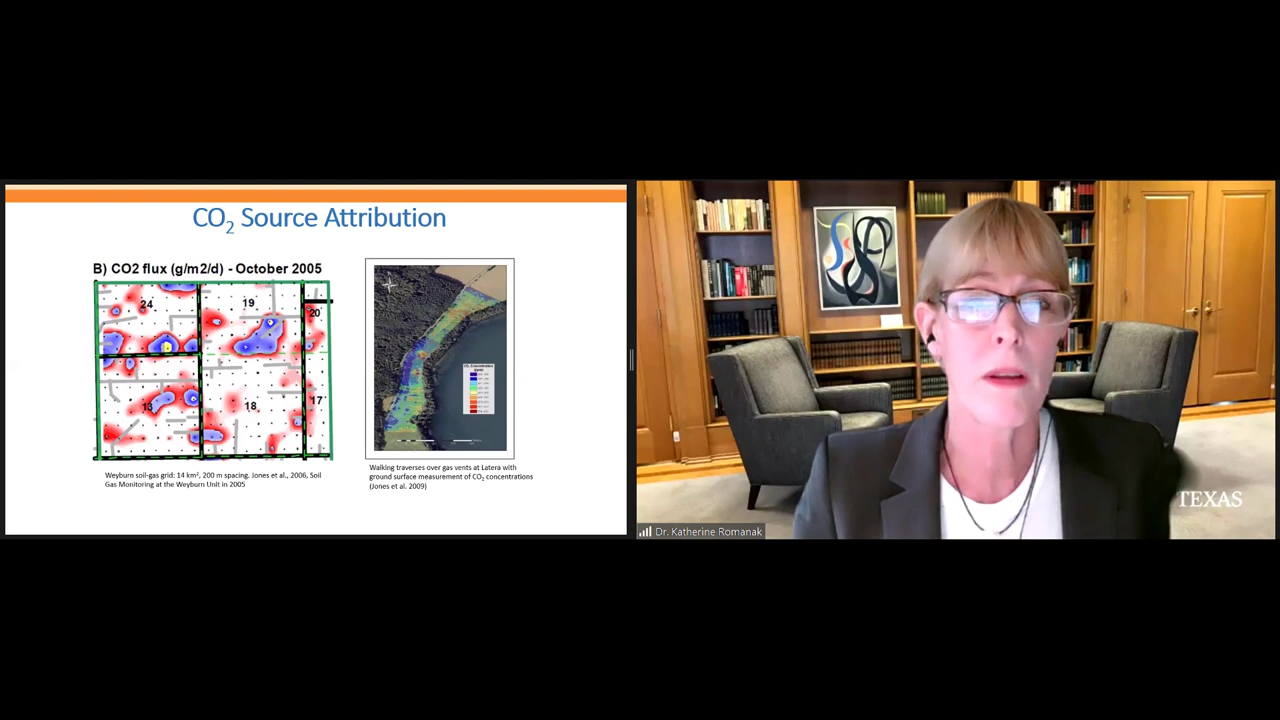 CO2 Source Attribution
B) CO2 flux (g/m2/d) - October 2005
24
19
20
13
18
17
Weyburn soil-gas grid: 14 km², 200 m spacing. Jones et al., 2006, Soil
Gas Monitoring at the Weyburn Unit in 2005
Walking traverses over gas vents at Latera with
ground surface measurement of CO2 concentrations
(Jones et al. 2009)
TEXAS
Dr. Katherine Romanak